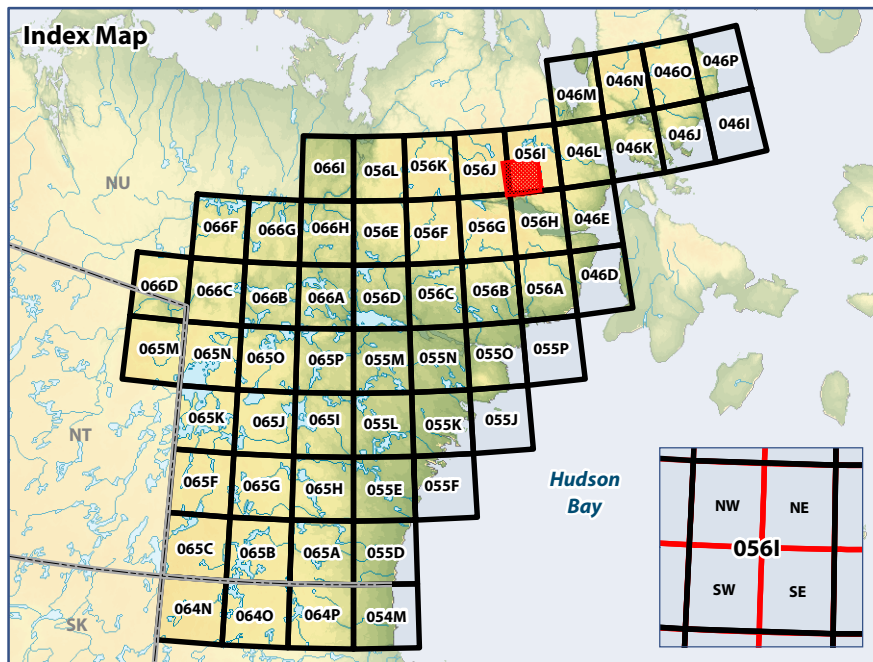 Index Map
046M 046N 046O 046P
066I 056L 056K 056J 056I 046L 046K 046J 046I
NU
066F 066G 066H 056E 056F 056G 056H 046E
066D 066C 066B 066A 056D 056C 056B 056A 046D
065M 065N 065O 065P 055M 055N 055O 055P
065K 065J 065I 055L 055K 055J
NT
065F 065G 065H 055E 055F
Hudson
Bay
065C 065B 065A 055D
064N 064O 064P 054M
SK
NW NE
056I
SW SE